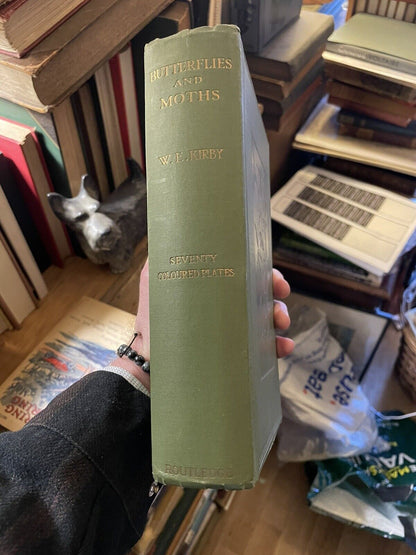 BUTTERFLIES
AND
MOTHS
W. E. KIRBY
SEVENTY
COLOURED PLATES
ROUTLEDGE